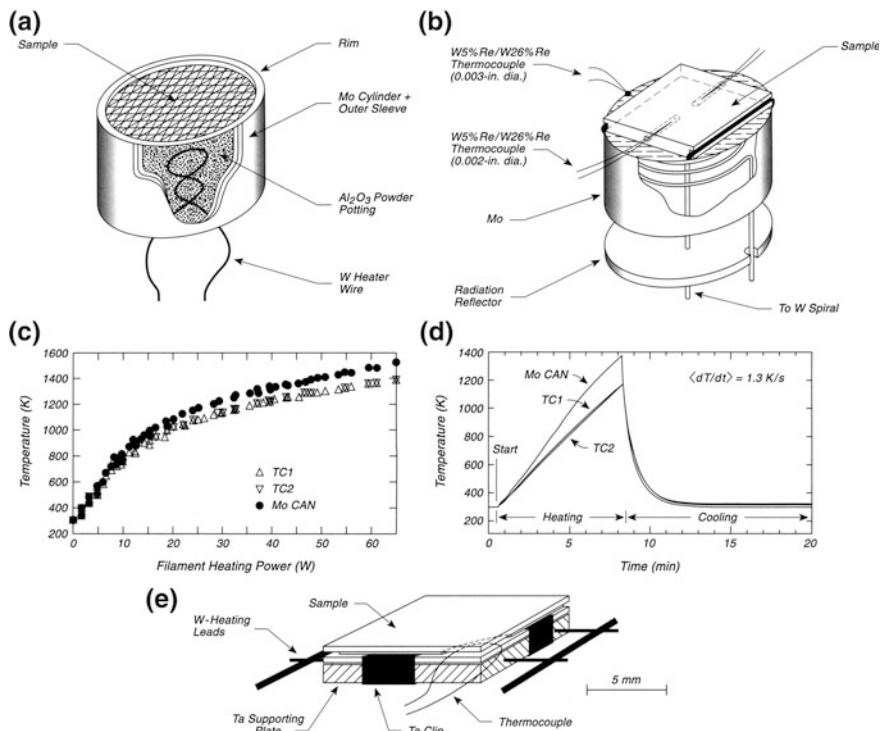 (a)
Sample
Rim
Mo Cylinder +
Outer Sleeve
Al₂O₃ Powder
Potting
W Heater
Wire
(b)
W5%Re/W26%Re
Thermocouple
(0.003-in. dia.)
Sample
W5%Re/W26%Re
Thermocouple
(0.002-in. dia.)
Mo
Radiation
Reflector
To W Spiral
(c)
Temperature (K)
1600
1400
1200
1000
800
600
400
200
0 10 20 30 40 50 60
Filament Heating Power (W)
TC1
TC2
Mo CAN
(d)
Temperature (K)
1400
1200
1000
800
600
400
200
0 5 10 15 20
Time (min)
⟨dT/dt⟩ = 1.3 K/s
Mo CAN
TC1
TC2
Start
Heating
Cooling
(e)
Sample
W-Heating
Leads
Ta Supporting
Plate
Ta Clip
Thermocouple
5 mm